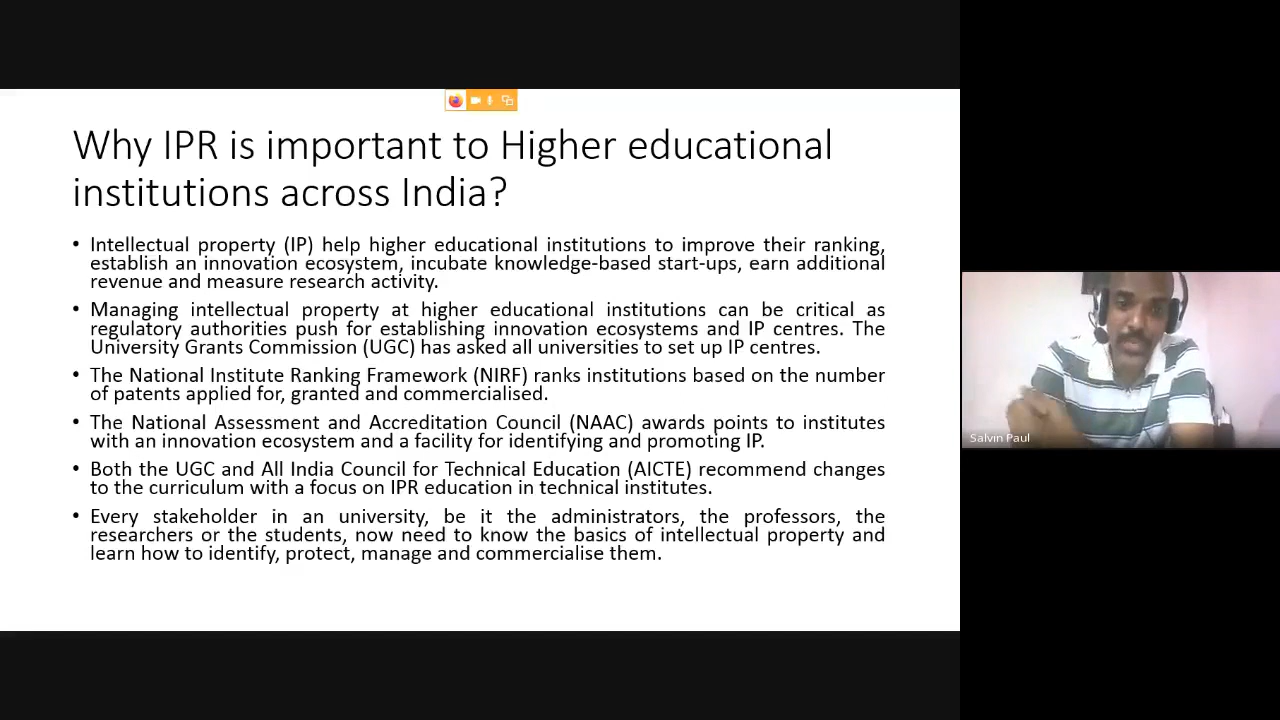 Why IPR is important to Higher educational
institutions across India?
• Intellectual property (IP) help higher educational institutions to improve their ranking,
establish an innovation ecosystem, incubate knowledge-based start-ups, earn additional
revenue and measure research activity.
• Managing intellectual property at higher educational institutions can be critical as
regulatory authorities push for establishing innovation ecosystems and IP centres. The
University Grants Commission (UGC) has asked all universities to set up IP centres.
• The National Institute Ranking Framework (NIRF) ranks institutions based on the number
of patents applied for, granted and commercialised.
• The National Assessment and Accreditation Council (NAAC) awards points to institutes
with an innovation ecosystem and a facility for identifying and promoting IP.
• Both the UGC and All India Council for Technical Education (AICTE) recommend changes
to the curriculum with a focus on IPR education in technical institutes.
• Every stakeholder in an university, be it the administrators, the professors, the
researchers or the students, now need to know the basics of intellectual property and
learn how to identify, protect, manage and commercialise them.
Salvin Paul